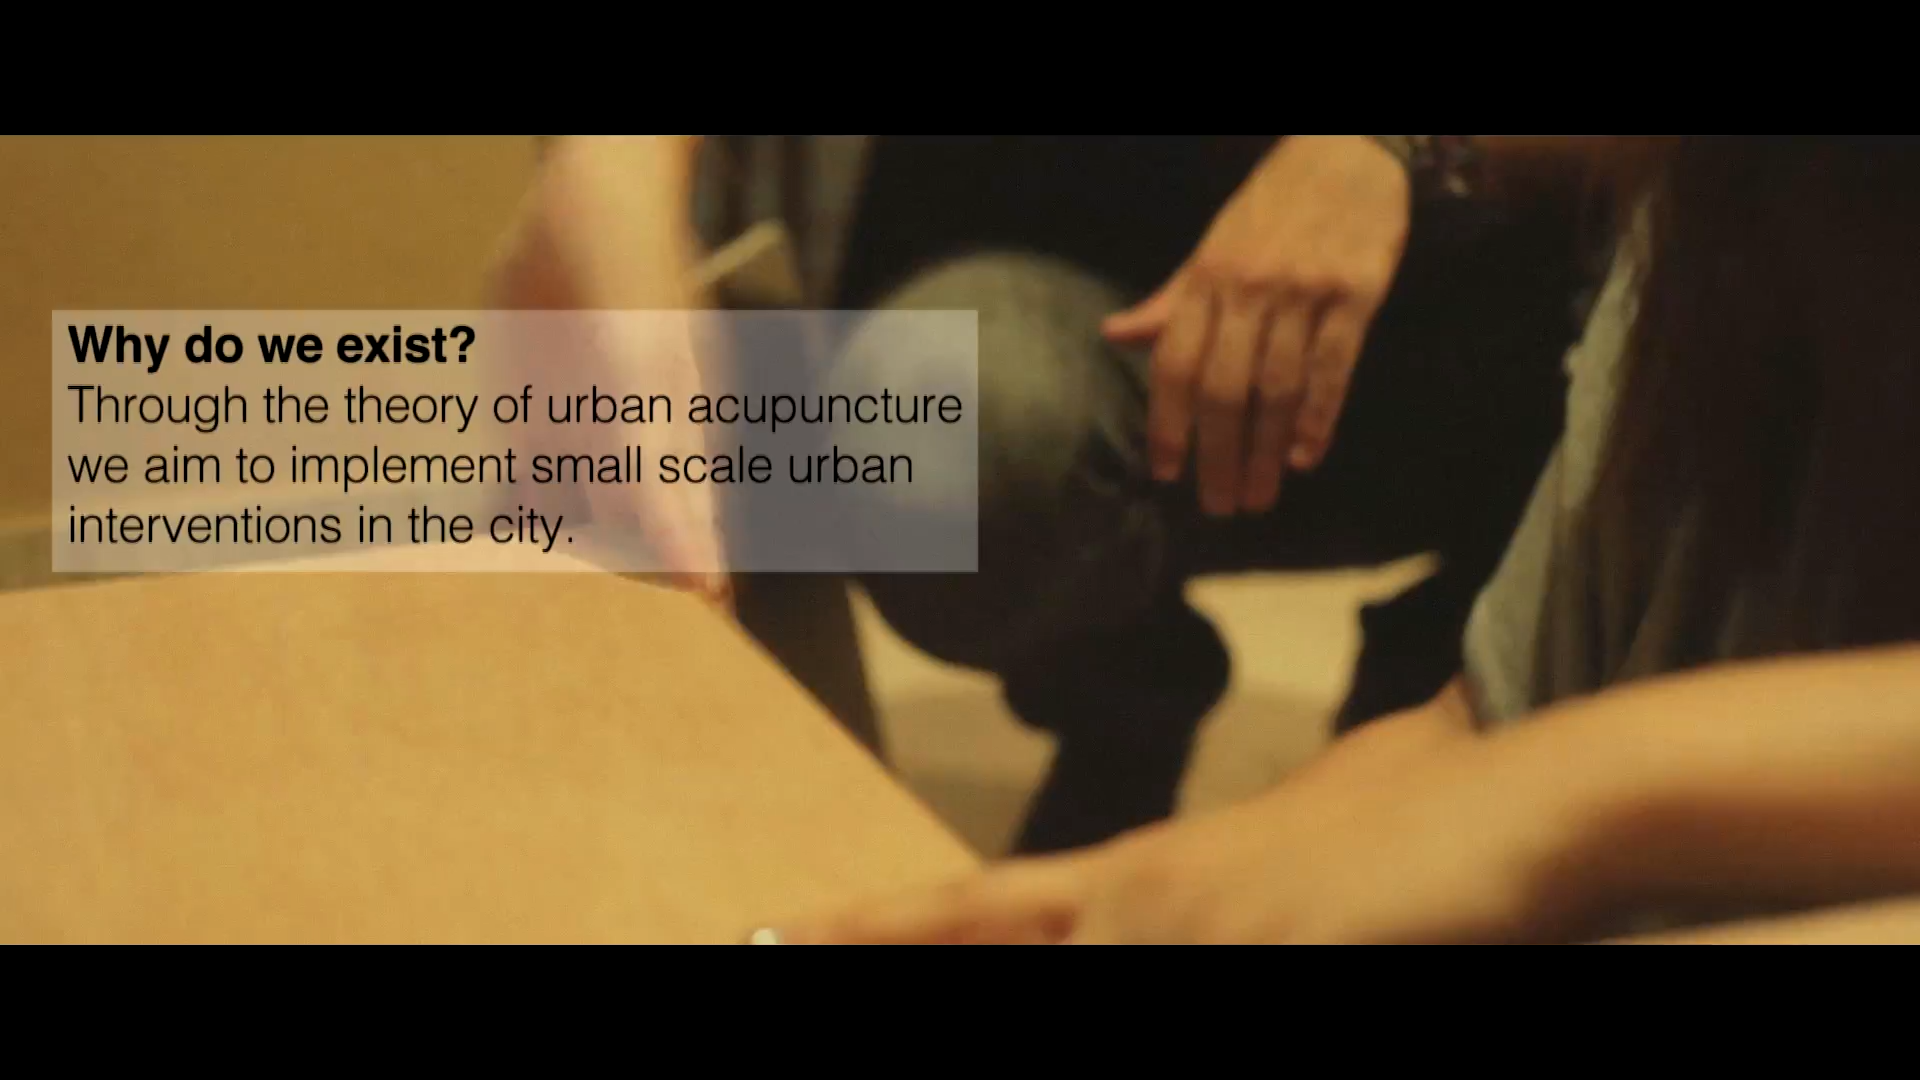 Why do we exist?
Through the theory of urban acupuncture
we aim to implement small scale urban
interventions in the city.